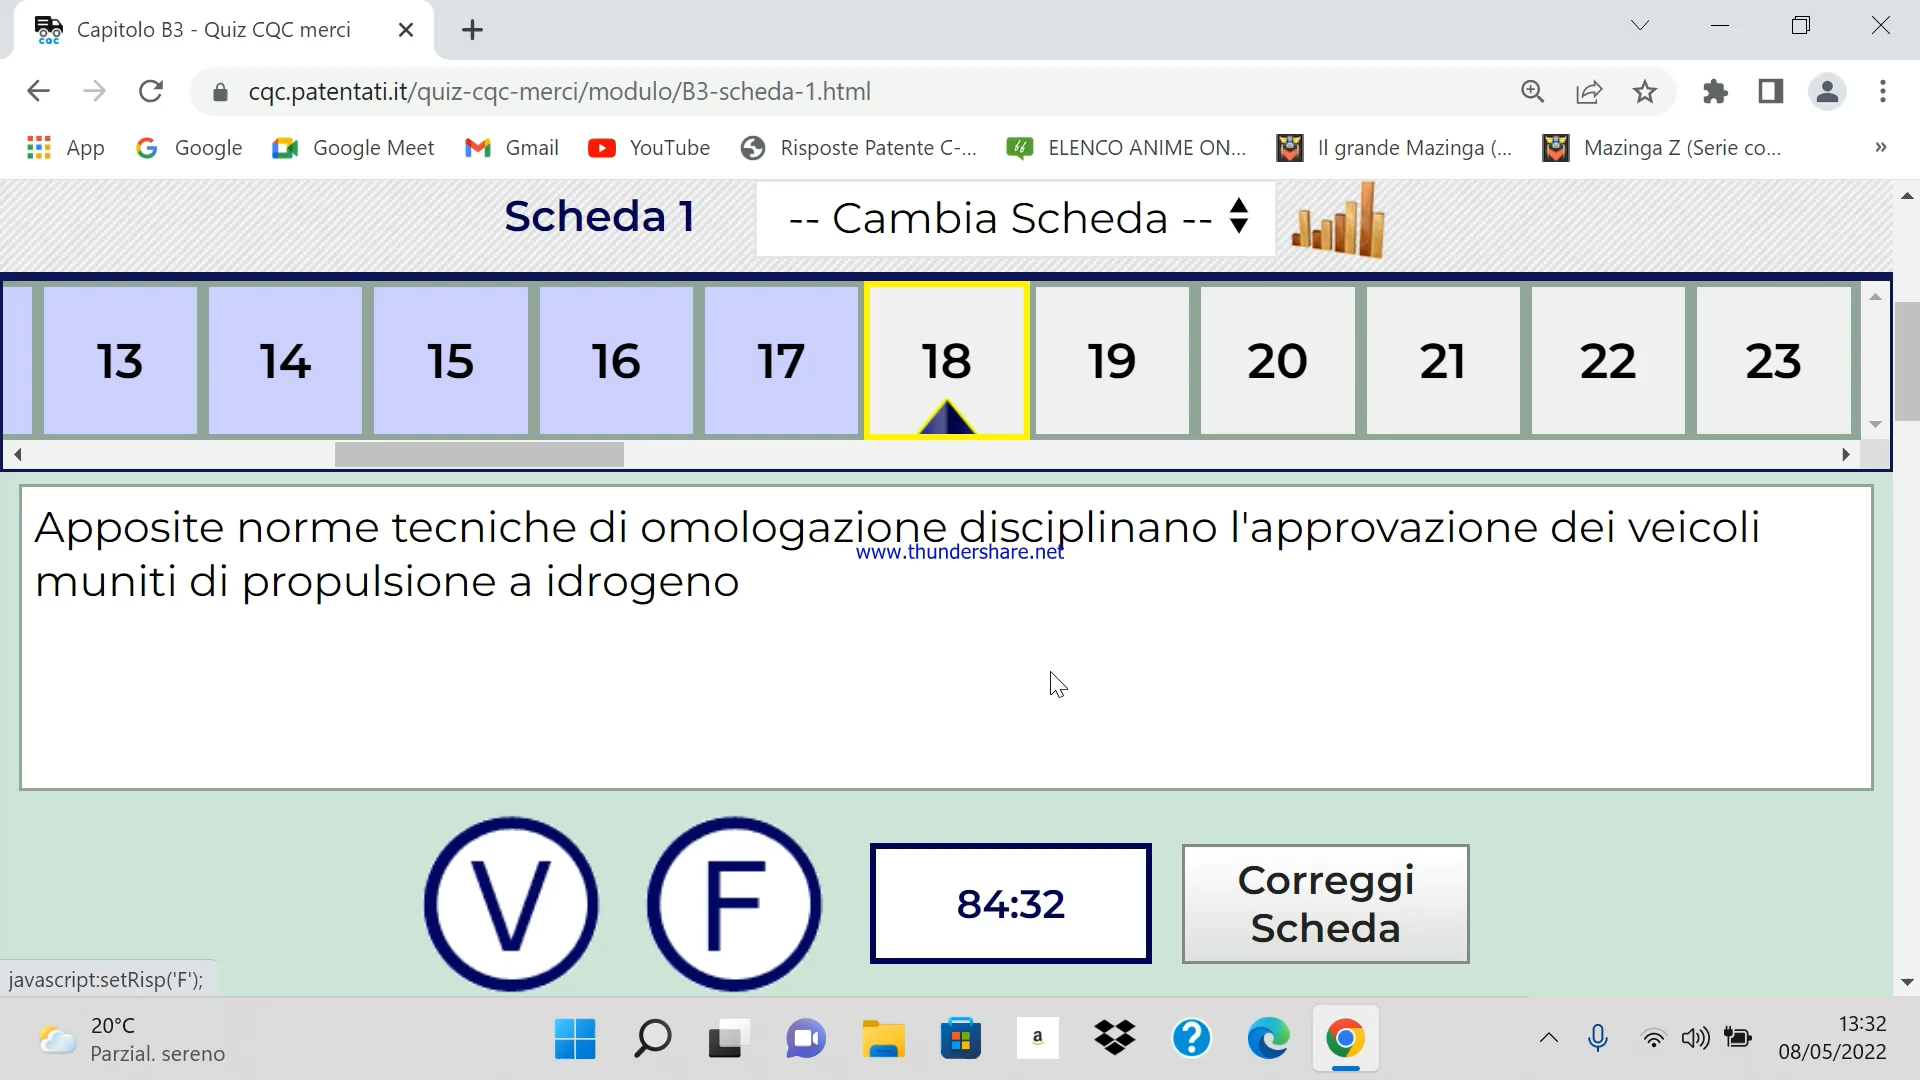 Capitolo B3 - Quiz CQC merci
cqc.patentati.it/quiz-cqc-merci/modulo/B3-scheda-1.html
App Google Google Meet Gmail YouTube Risposte Patente C-... ELENCO ANIME ON... Il grande Mazinga (... Mazinga Z (Serie co... »
Scheda 1 -- Cambia Scheda --
13 14 15 16 17 18 19 20 21 22 23
Apposite norme tecniche di omologazione disciplinano l'approvazione dei veicoli
www.thundershare.net
muniti di propulsione a idrogeno
V F 84:32 Correggi
Scheda
javascript:setRisp('F');
20°C
Parzial. sereno
13:32
08/05/2022